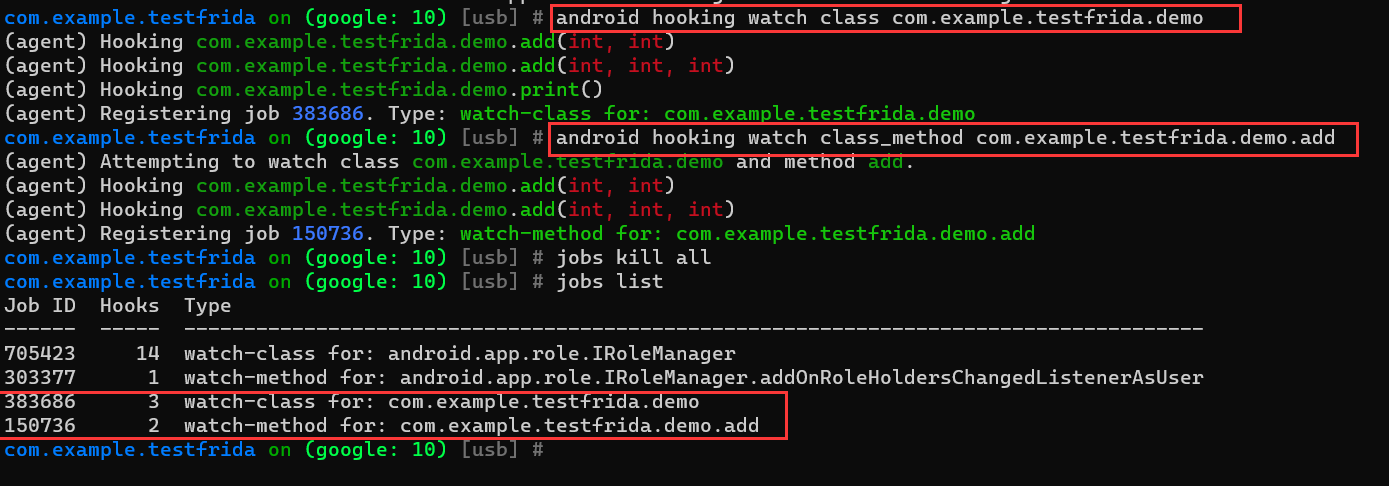 com.example.testfrida on (google: 10) [usb] # android hooking watch class com.example.testfrida.demo
(agent) Hooking com.example.testfrida.demo.add(int, int)
(agent) Hooking com.example.testfrida.demo.add(int, int, int)
(agent) Hooking com.example.testfrida.demo.print()
(agent) Registering job 383686. Type: watch-class for: com.example.testfrida.demo
com.example.testfrida on (google: 10) [usb] # android hooking watch class_method com.example.testfrida.demo.add
(agent) Attempting to watch class com.example.testfrida.demo and method add.
(agent) Hooking com.example.testfrida.demo.add(int, int)
(agent) Hooking com.example.testfrida.demo.add(int, int, int)
(agent) Registering job 150736. Type: watch-method for: com.example.testfrida.demo.add
com.example.testfrida on (google: 10) [usb] # jobs kill all
com.example.testfrida on (google: 10) [usb] # jobs list
Job ID  Hooks  Type
------  -----  -------------------------------------------------------------------------------------
705423     14  watch-class for: android.app.role.IRoleManager
303377      1  watch-method for: android.app.role.IRoleManager.addOnRoleHoldersChangedListenerAsUser
383686      3  watch-class for: com.example.testfrida.demo
150736      2  watch-method for: com.example.testfrida.demo.add
com.example.testfrida on (google: 10) [usb] #